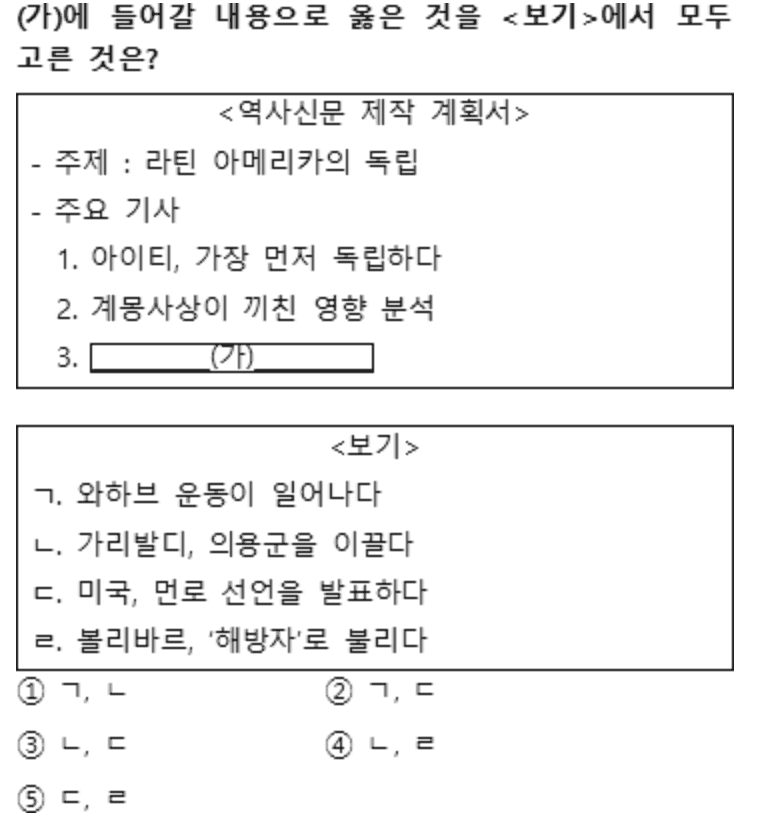 (가)에 들어갈 내용으로 옳은 것을 <보기>에서 모두
고른 것은?
<역사신문 제작 계획서>
- 주제 : 라틴 아메리카의 독립
- 주요 기사
1. 아이티, 가장 먼저 독립하다
2. 계몽사상이 끼친 영향 분석
3. (가)
<보기>
ㄱ. 와하브 운동이 일어나다
ㄴ. 가리발디, 의용군을 이끌다
ㄷ. 미국, 먼로 선언을 발표하다
ㄹ. 볼리바르, '해방자'로 불리다
① ㄱ, ㄴ ② ㄱ, ㄷ
③ ㄴ, ㄷ ④ ㄴ, ㄹ
⑤ ㄷ, ㄹ